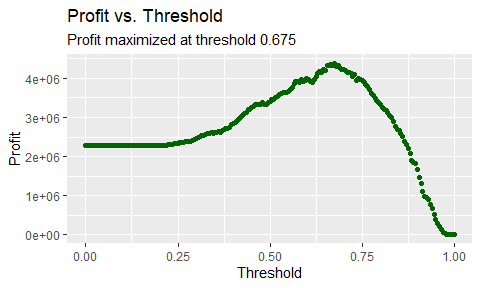 Profit vs. Threshold
Profit maximized at threshold 0.675
4e+06
3e+06
2e+06
1e+06
0e+00
Profit
0.00 0.25 0.50 0.75 1.00
Threshold